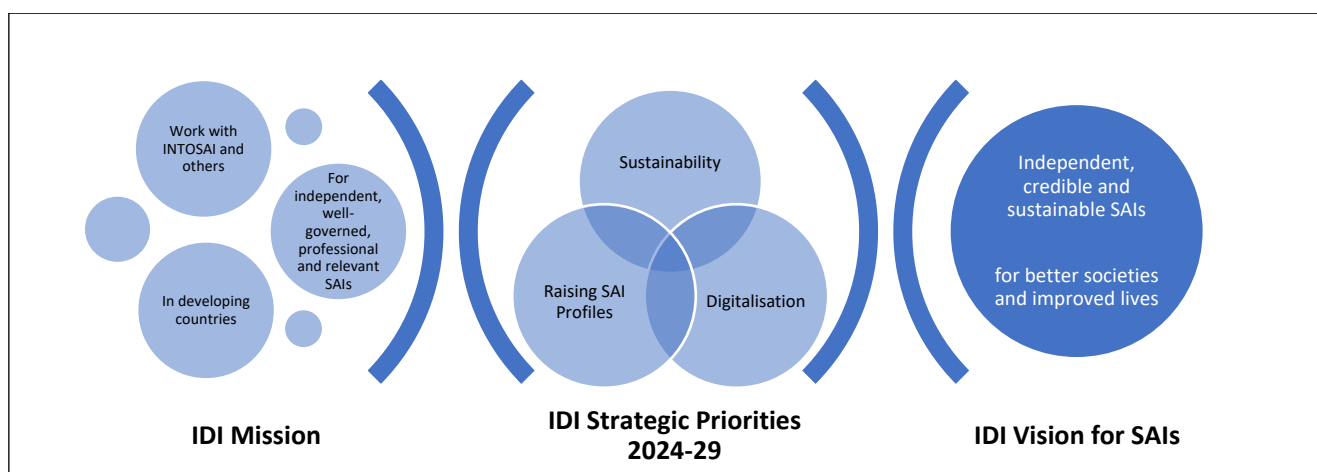 Work with
INTOSAI and
others
For
independent,
well-
governed,
professional
and relevant
SAIs
In developing
countries
IDI Mission
Sustainability
Raising SAI
Profiles
Digitalisation
IDI Strategic Priorities
2024-29
Independent,
credible and
sustainable SAIs
for better societies
and improved lives
IDI Vision for SAIs